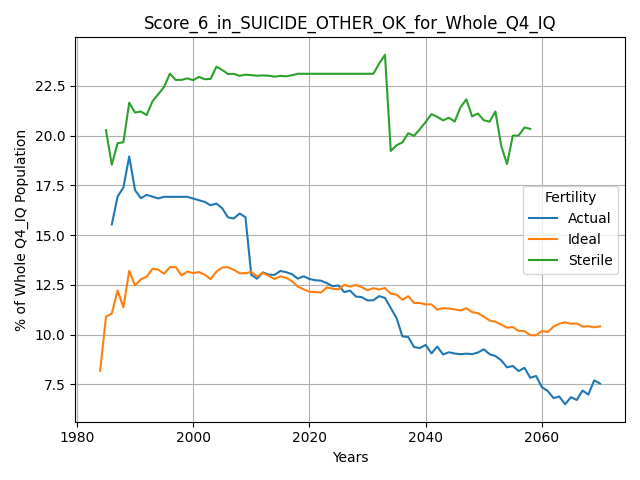 Score_6_in_SUICIDE_OTHER_OK_for_Whole_Q4_IQ
% of Whole Q4_IQ Population
22.5
20.0
17.5
15.0
12.5
10.0
7.5
Fertility
Actual
Ideal
Sterile
1980 2000 2020 2040 2060
Years